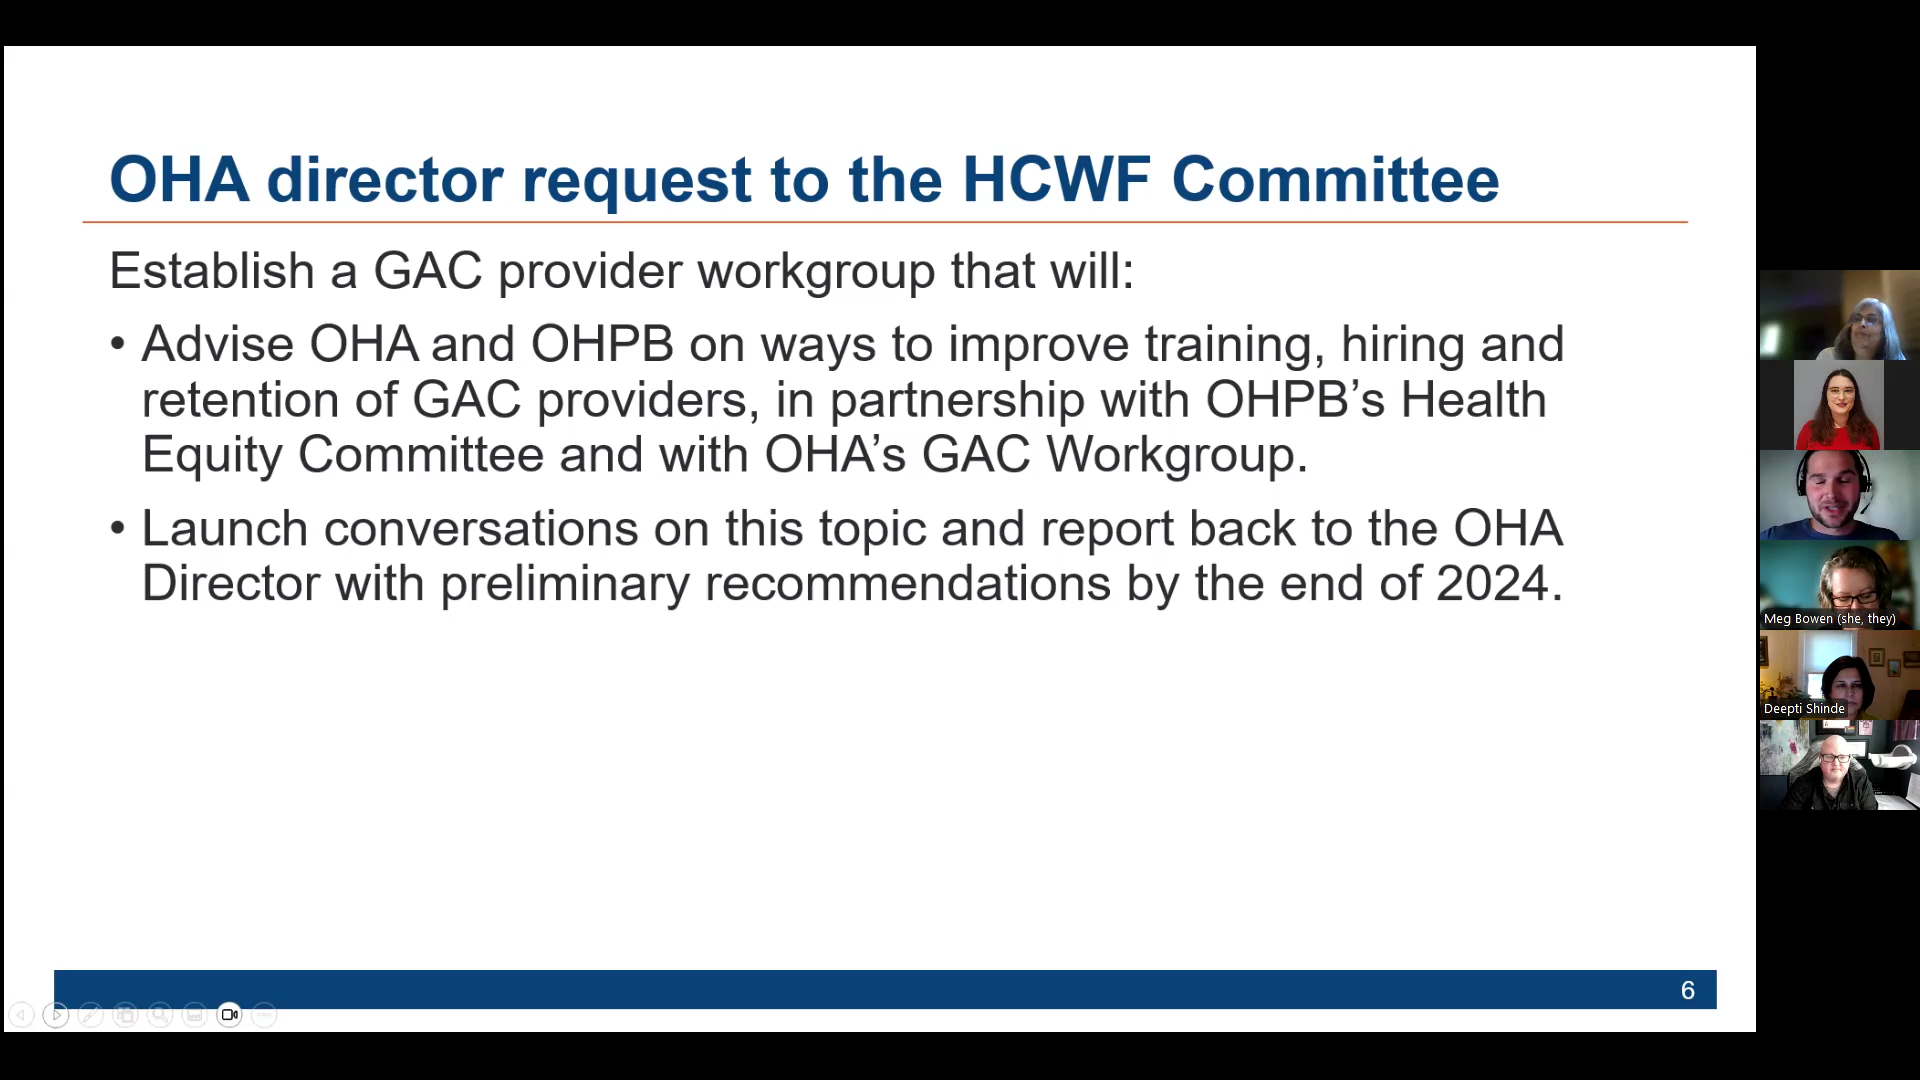 OHA director request to the HCWF Committee
Establish a GAC provider workgroup that will:
• Advise OHA and OHPB on ways to improve training, hiring and
retention of GAC providers, in partnership with OHPB’s Health
Equity Committee and with OHA’s GAC Workgroup.
• Launch conversations on this topic and report back to the OHA
Director with preliminary recommendations by the end of 2024.
6
Meg Bowen (she, they)
Deepti Shinde